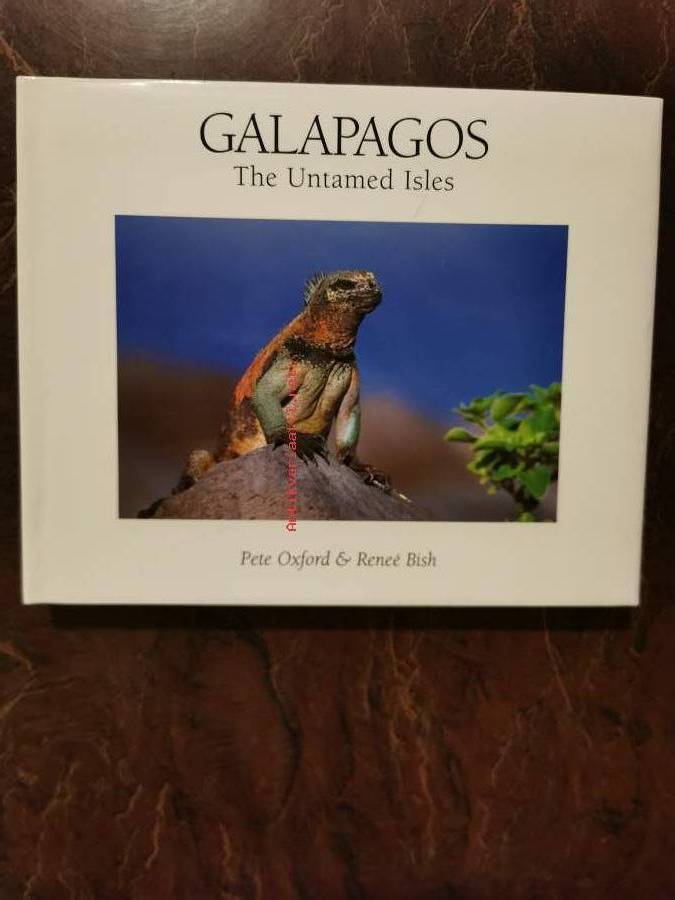 GALAPAGOS
The Untamed Isles
Pete Oxford & Reneé Bish